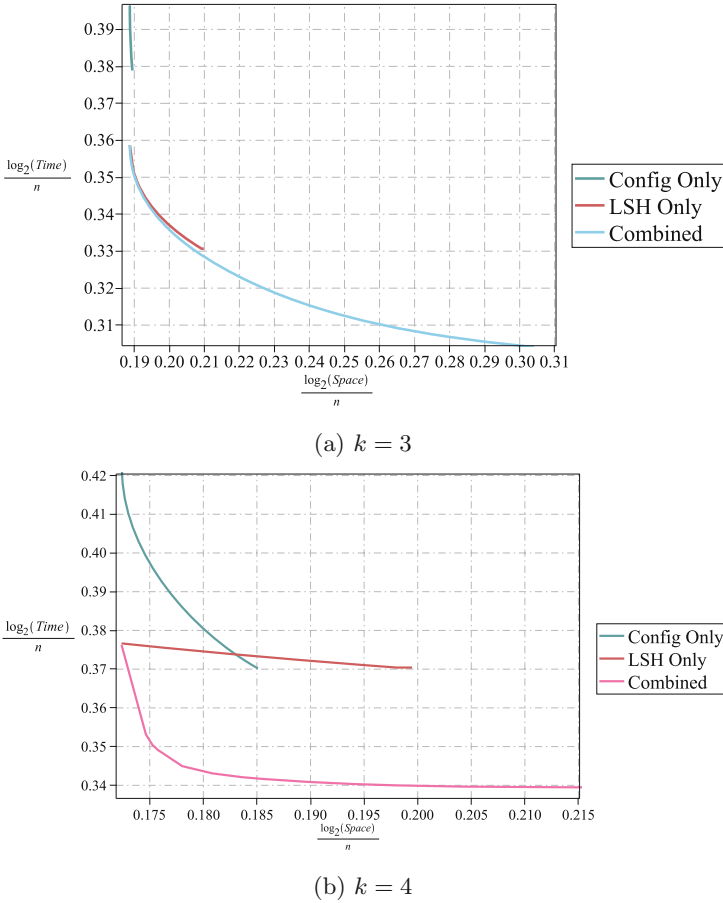 0.39
0.38
0.37
0.36
0.35
0.34
0.33
0.32
0.31
log2(Time)
n
0.19 0.20 0.21 0.22 0.23 0.24 0.25 0.26 0.27 0.28 0.29 0.30 0.31
log2(Space)
n
Config Only
LSH Only
Combined
(a) k = 3
0.42
0.41
0.40
0.39
0.38
0.37
0.36
0.35
0.34
log2(Time)
n
0.175 0.180 0.185 0.190 0.195 0.200 0.205 0.210 0.215
log2(Space)
n
Config Only
LSH Only
Combined
(b) k = 4